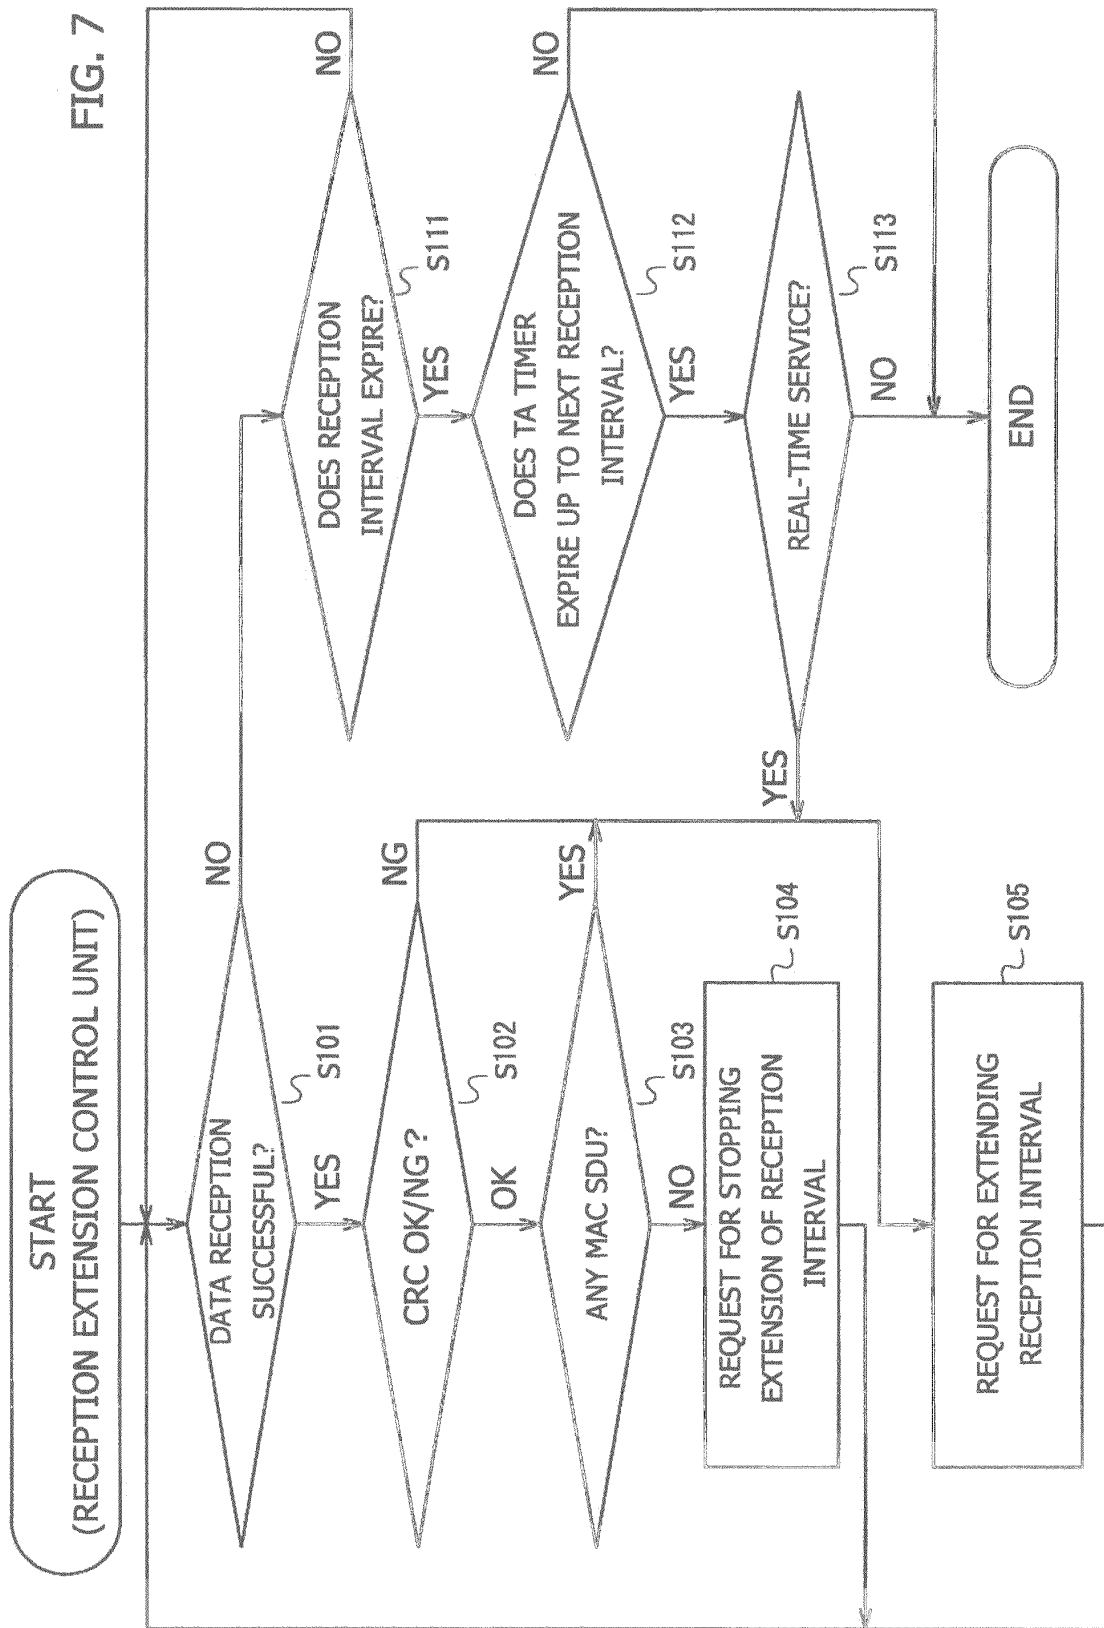 FIG. 7
START
(RECEPTION EXTENSION CONTROL UNIT)
DATA RECEPTION
SUCCESSFUL?
S101
NO
YES
CRC OK/NG ?
S102
NG
OK
ANY MAC SDU?
S103
YES
NO
REQUEST FOR STOPPING
EXTENSION OF RECEPTION
INTERVAL
S104
REQUEST FOR EXTENDING
RECEPTION INTERVAL
S105
DOES RECEPTION
INTERVAL EXPIRE?
S111
NO
YES
DOES TA TIMER
EXPIRE UP TO NEXT RECEPTION
INTERVAL?
S112
NO
YES
REAL-TIME SERVICE?
S113
YES
NO
END